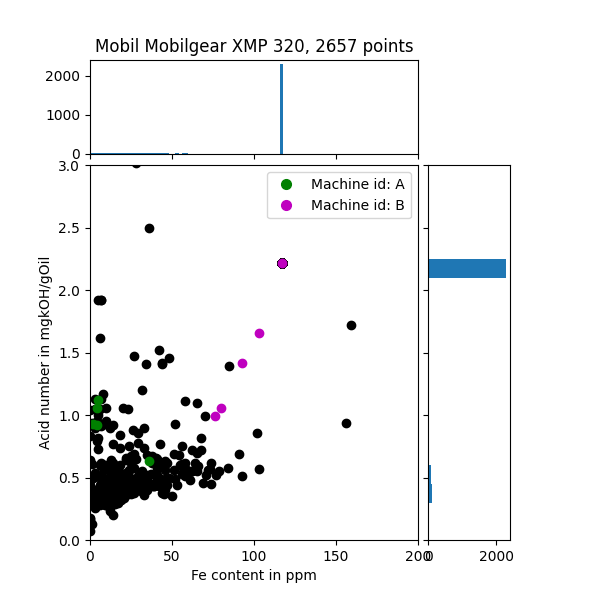 Mobil Mobilgear XMP 320, 2657 points
2000
1000
0
3.0
2.5
2.0
1.5
1.0
0.5
0.0
Acid number in mgkOH/gOil
Machine id: A
Machine id: B
0 50 100 150 200
Fe content in ppm
0 2000